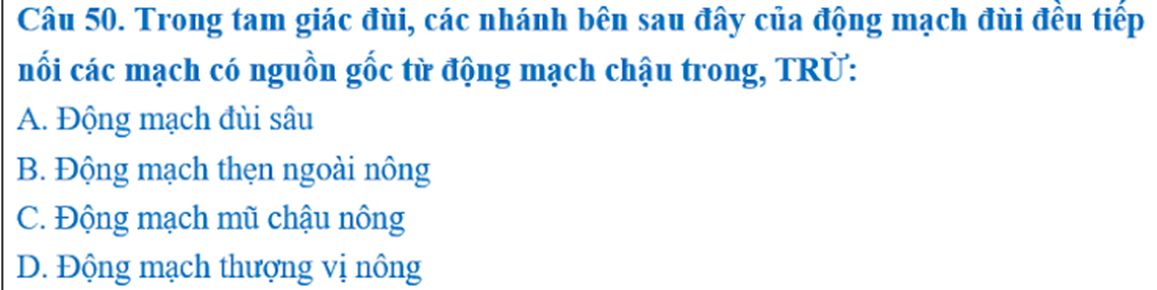 Câu 50. Trong tam giác đùi, các nhánh bên sau đây của động mạch đùi đều tiếp
nối các mạch có nguồn gốc từ động mạch chậu trong, TRỪ:
A. Động mạch đùi sâu
B. Động mạch thẹn ngoài nông
C. Động mạch mũ chậu nông
D. Động mạch thượng vị nông